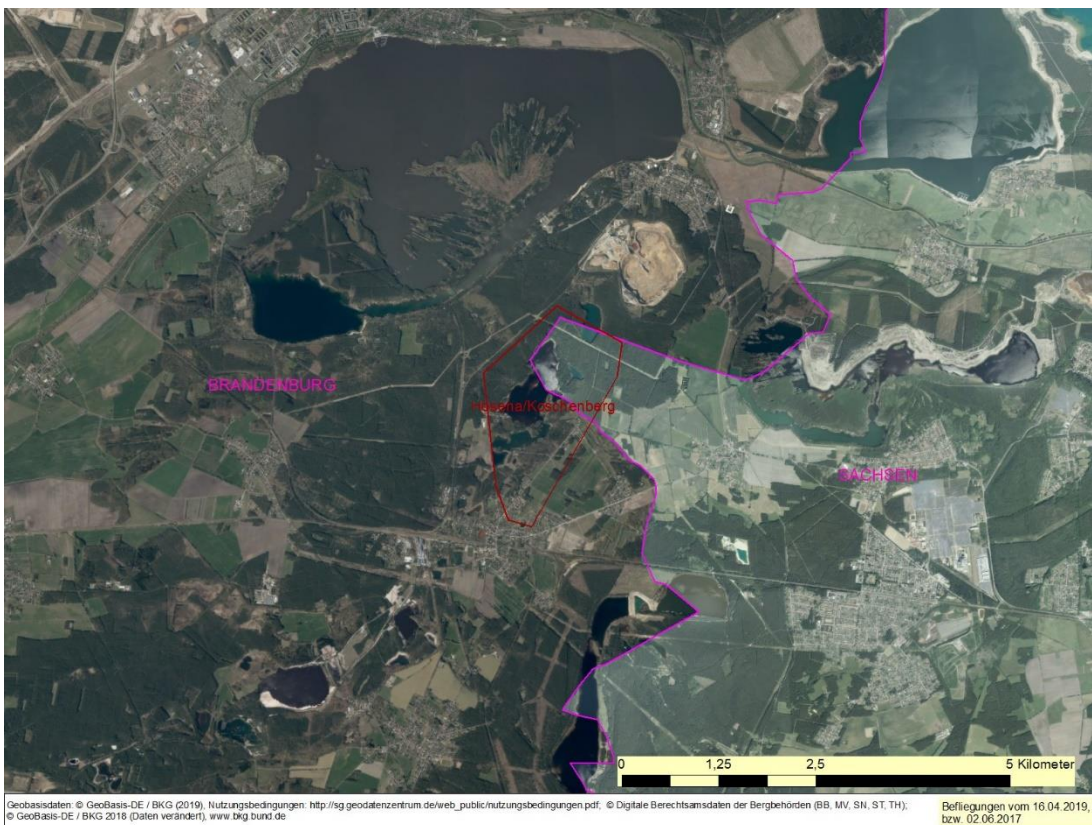 BRANDENBURG
Hosena/Koschenberg
SACHSEN
0 1,25 2,5 5 Kilometer
Geobasisdaten: © GeoBasis-DE / BKG (2019), Nutzungsbedingungen: http://sg.geodatenzentrum.de/web_public/nutzungsbedingungen.pdf; © Digitale Berechtsamsdaten der Bergbehörden (BB, MV, SN, ST, TH);
© GeoBasis-DE / BKG 2018 (Daten verändert), www.bkg.bund.de
Befliegungen vom 16.04.2019,
bzw. 02.06.2017